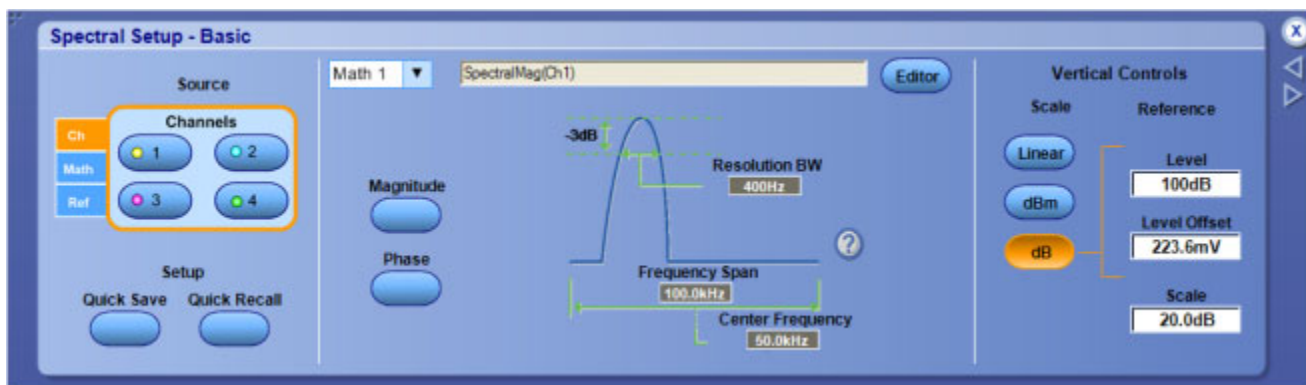 Spectral Setup - Basic
X
Source
Ch
Math
Ref
Channels
1
2
3
4
Setup
Quick Save
Quick Recall
Math 1
SpectralMag(Ch1)
Editor
Magnitude
Phase
-3dB
Resolution BW
400Hz
?
Frequency Span
100.0kHz
Center Frequency
50.0kHz
Vertical Controls
Scale
Linear
dBm
dB
Reference
Level
100dB
Level Offset
223.6mV
Scale
20.0dB